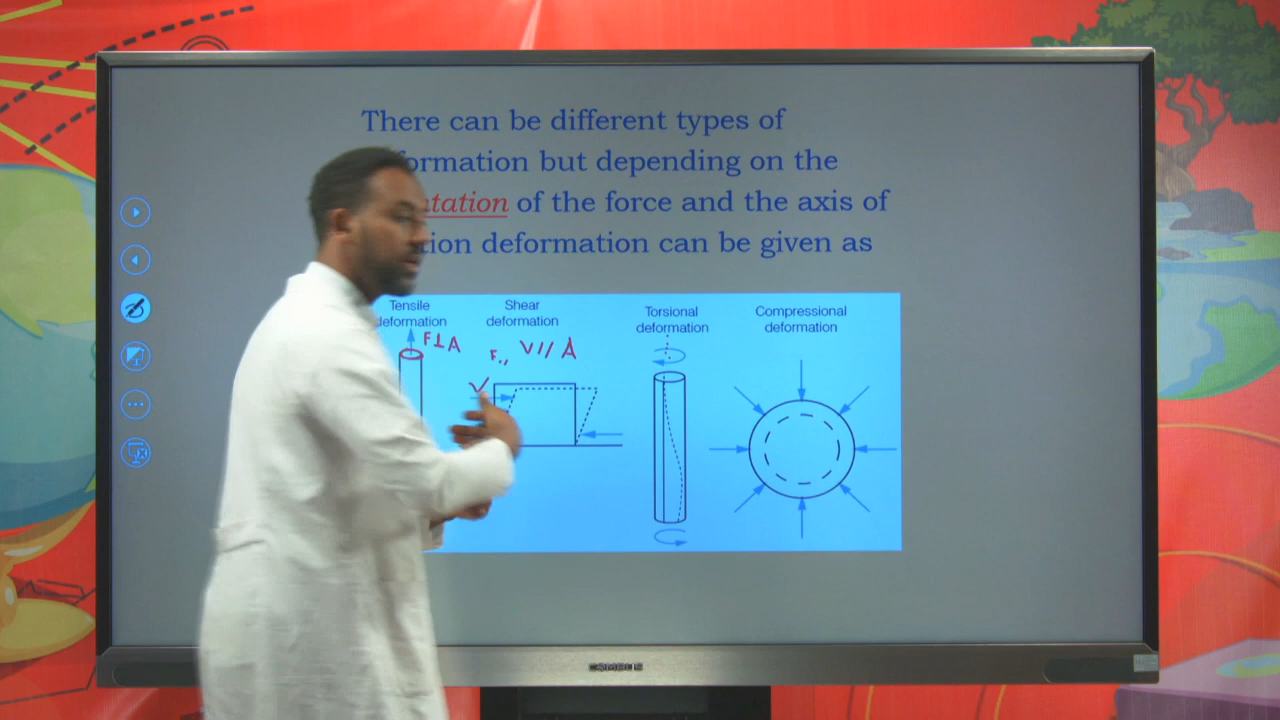 There can be different types of
formation but depending on the
tation of the force and the axis of
tion deformation can be given as
Tensile
deformation
Shear
deformation
Torsional
deformation
Compressional
deformation
F⊥A
F,, V // A
V